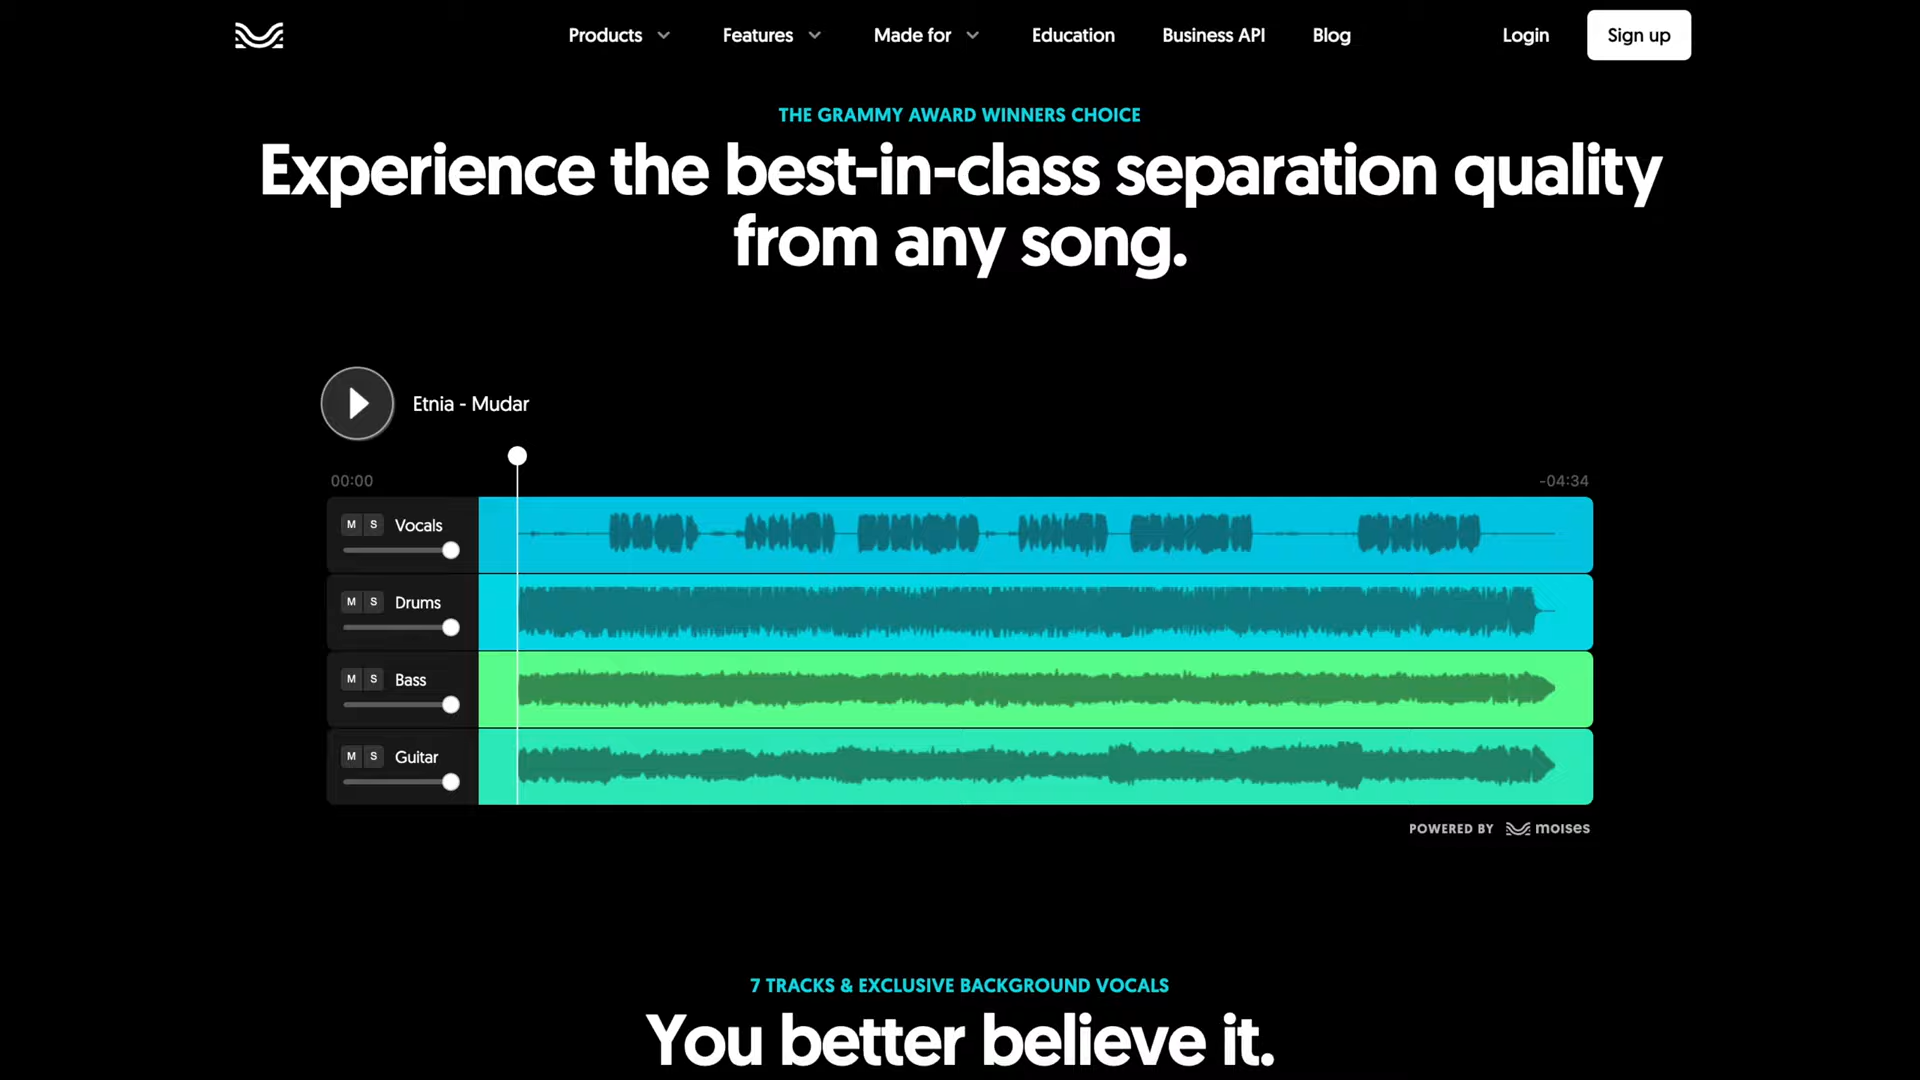 Products
Features
Made for
Education
Business API
Blog
Login
Sign up
THE GRAMMY AWARD WINNERS CHOICE
Experience the best-in-class separation quality
from any song.
Etnia - Mudar
00:00
-04:34
M S Vocals
M S Drums
M S Bass
M S Guitar
POWERED BY moises
7 TRACKS & EXCLUSIVE BACKGROUND VOCALS
You better believe it.